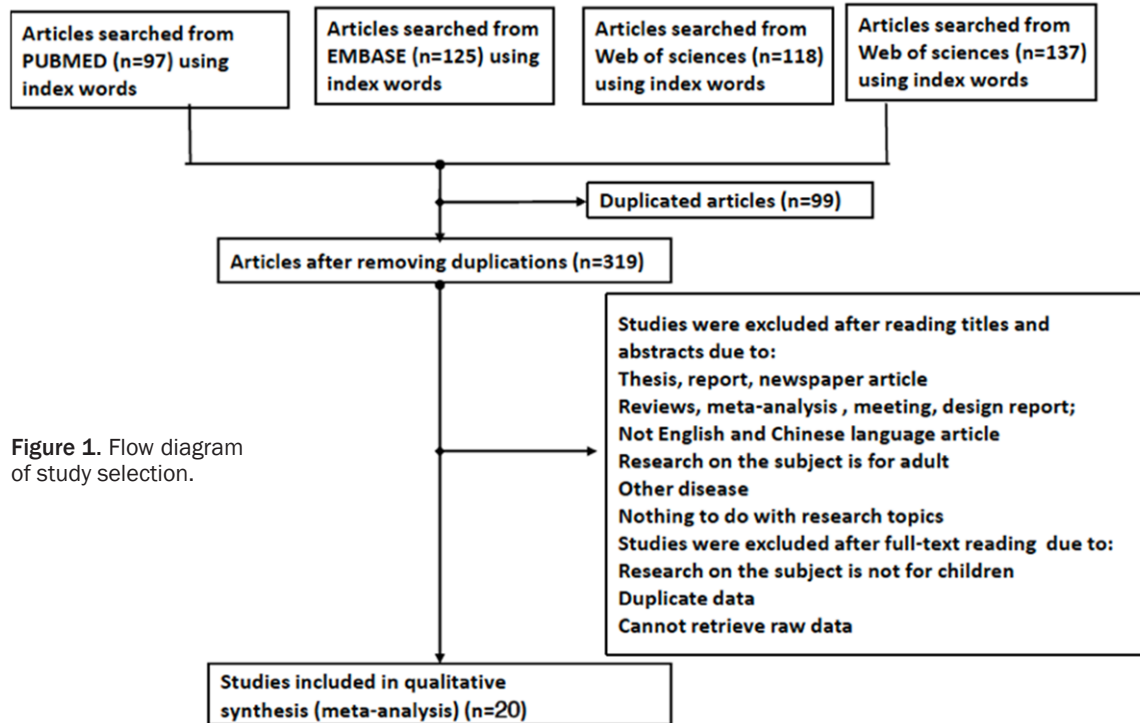 Articles searched from
PUBMED (n=97) using
index words
Articles searched from
EMBASE (n=125) using
index words
Articles searched from
Web of sciences (n=118)
using index words
Articles searched from
Web of sciences (n=137)
using index words
Duplicated articles (n=99)
Articles after removing duplications (n=319)
Studies were excluded after reading titles and
abstracts due to:
Thesis, report, newspaper article
Reviews, meta-analysis , meeting, design report;
Not English and Chinese language article
Research on the subject is for adult
Other disease
Nothing to do with research topics
Studies were excluded after full-text reading due to:
Research on the subject is not for children
Duplicate data
Cannot retrieve raw data
Figure 1. Flow diagram
of study selection.
Studies included in qualitative
synthesis (meta-analysis) (n=20)